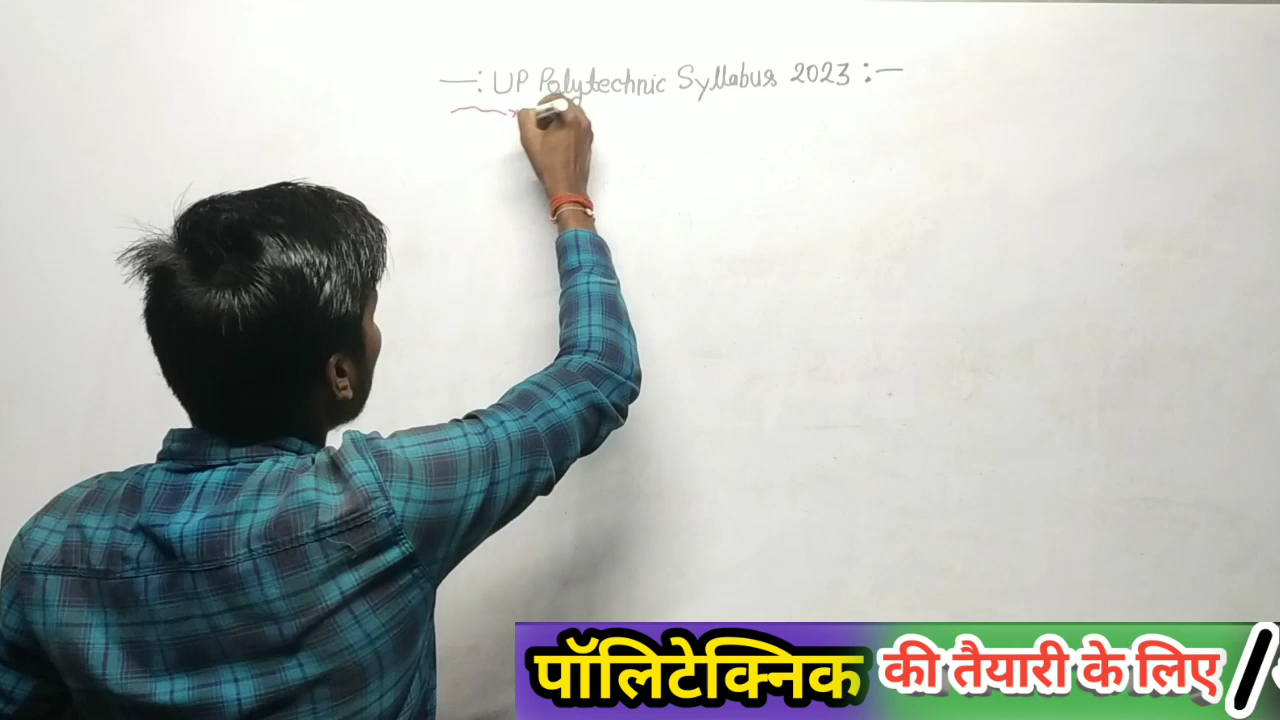 —: UP Polytechnic Syllabus 2023 :—
पॉलिटेक्निक की तैयारी के लिए /